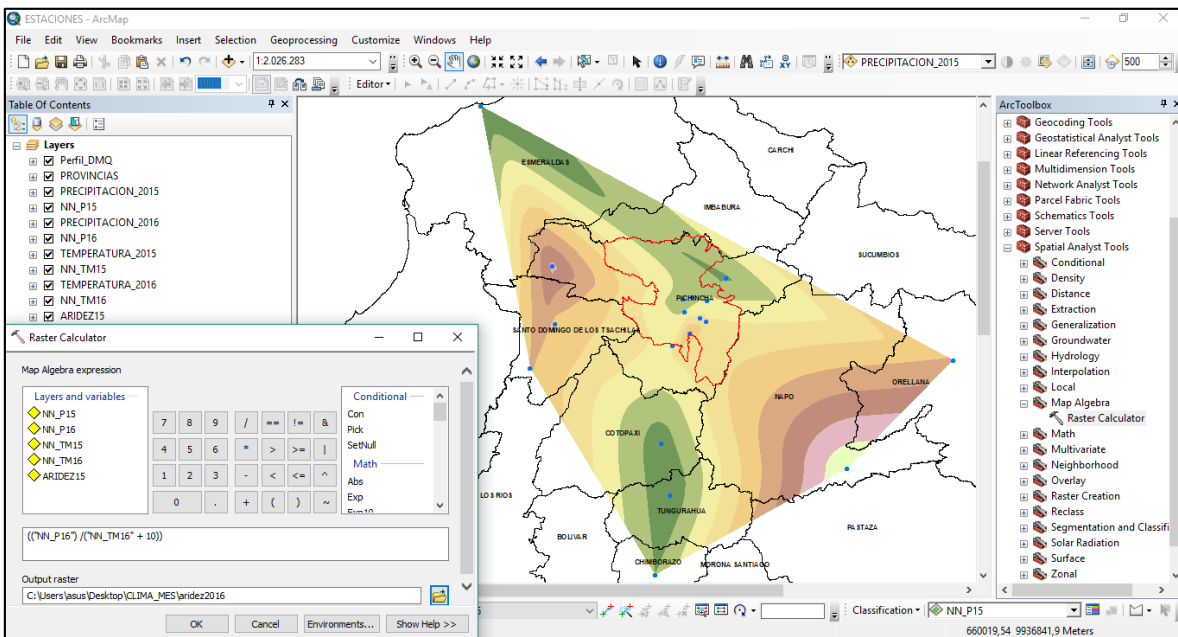 ESTACIONES - ArcMap
File Edit View Bookmarks Insert Selection Geoprocessing Customize Windows Help
1:2.026.283
PRECIPITACION_2015
500
Editor
Table Of Contents
Layers
Perfil_DMQ
PROVINCIAS
PRECIPITACION_2015
NN_P15
PRECIPITACION_2016
NN_P16
TEMPERATURA_2015
NN_TM15
TEMPERATURA_2016
NN_TM16
ARIDEZ15
ESMERALDAS
CARCHI
IMBABURA
SUCUMBIOS
PICHINCHA
SANTO DOMINGO DE LOS TSACHILAS
ORELLANA
NAPO
COTOPAXI
LOS RIOS
TUNGURAHUA
BOLIVAR
PASTAZA
CHIMBORAZO
MORONA SANTIAGO
ArcToolbox
Geocoding Tools
Geostatistical Analyst Tools
Linear Referencing Tools
Multidimension Tools
Network Analyst Tools
Parcel Fabric Tools
Schematics Tools
Server Tools
Spatial Analyst Tools
Conditional
Density
Distance
Extraction
Generalization
Groundwater
Hydrology
Interpolation
Local
Map Algebra
Raster Calculator
Math
Multivariate
Neighborhood
Overlay
Raster Creation
Reclass
Segmentation and Classifi
Solar Radiation
Surface
Zonal
Raster Calculator
Map Algebra expression
Layers and variables
NN_P15
NN_P16
NN_TM15
NN_TM16
ARIDEZ15
7 8 9 / == != &
4 5 6 * > >= |
1 2 3 - < <= ^
0 . + ( ) ~
Conditional
Con
Pick
SetNull
Math
Abs
Exp
Exp10
(("NN_P16") /("NN_TM16" + 10))
Output raster
C:\Users\asus\Desktop\CLIMA_MES\aridez2016
OK Cancel Environments... Show Help >>
Classification
NN_P15
660019,54 9936841,9 Meters